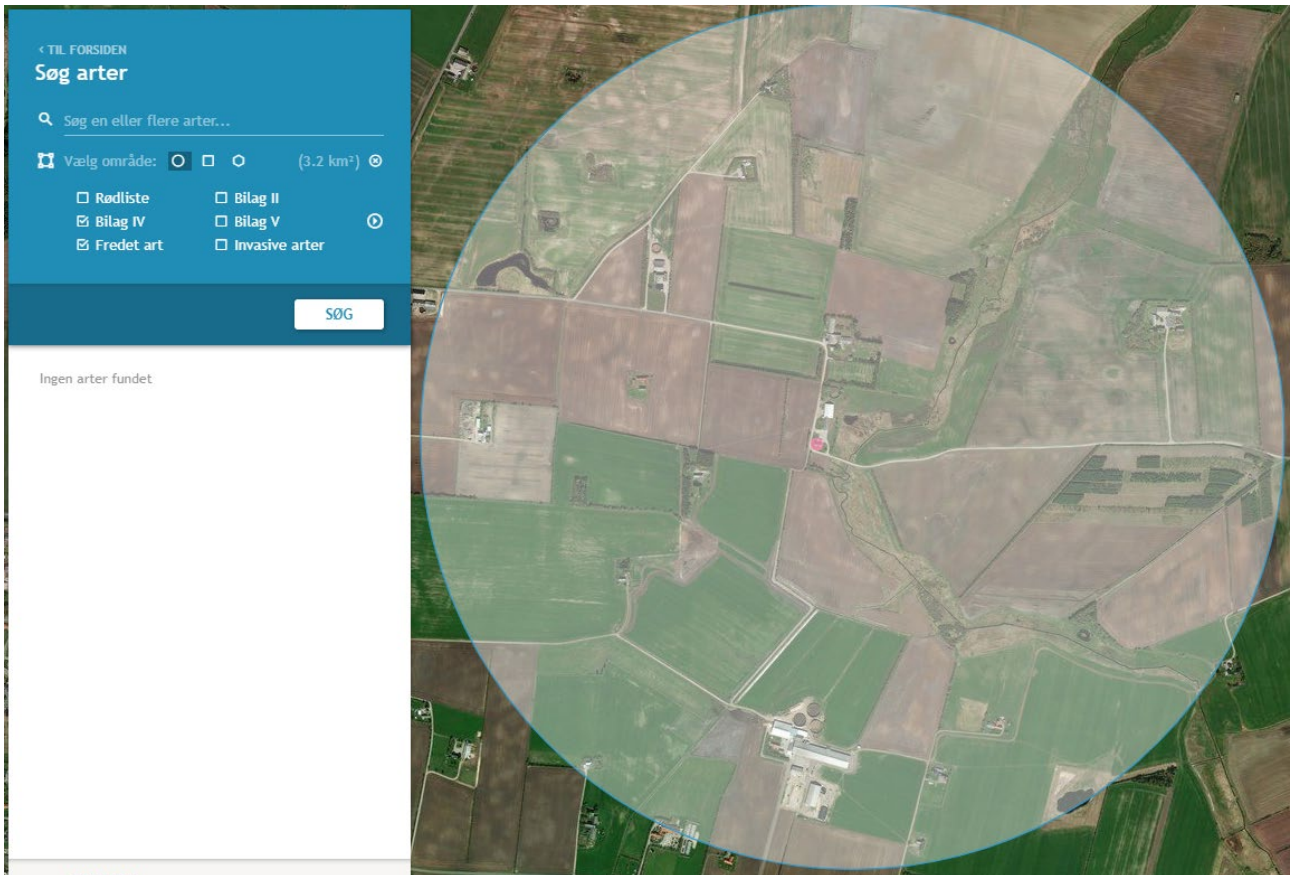 ‹ TIL FORSIDEN
Søg arter
Søg en eller flere arter...
Vælg område: (3.2 km²)
Rødliste Bilag II
Bilag IV Bilag V
Fredet art Invasive arter
SØG
Ingen arter fundet